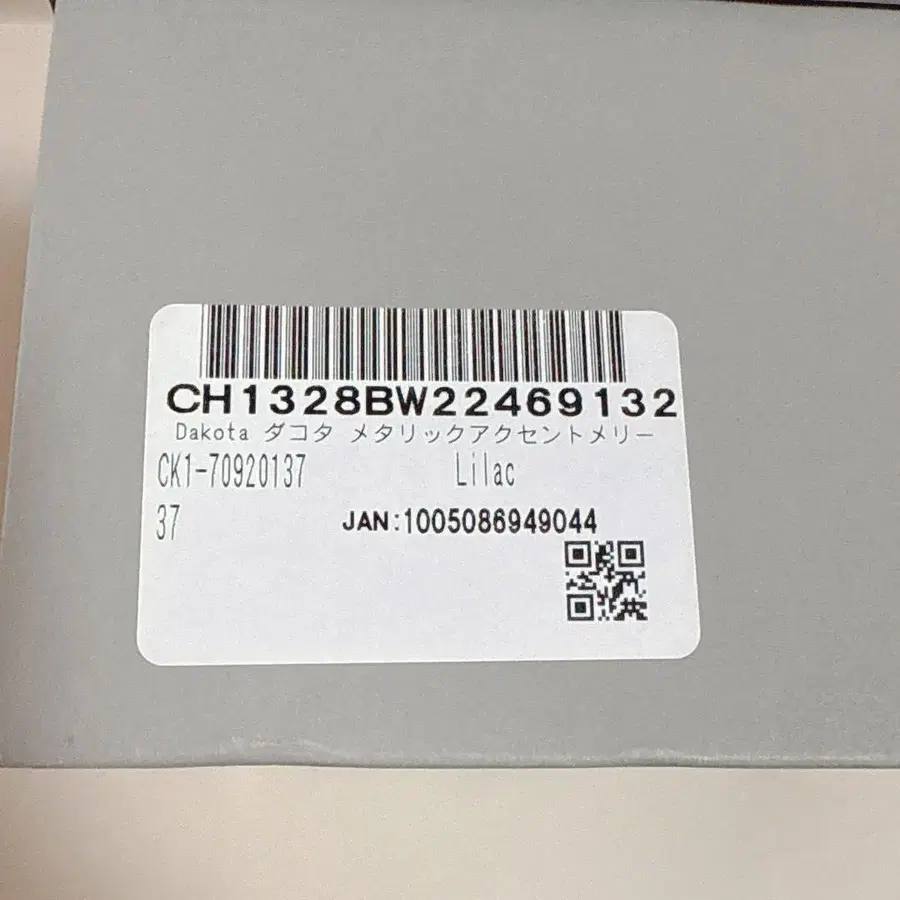 CH1328BW22469132
Dakota ダコタ メタリックアクセントメリー
CK1-70920137 Lilac
37 JAN:1005086949044